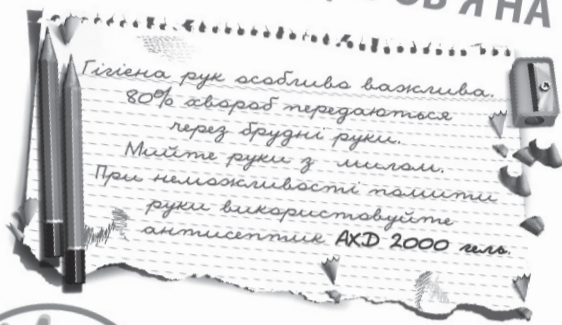 Гігієна рук особливо важлива.
80% хвороб передаються
через брудні руки.
Мийте руки з милом.
При неможливості помити
руки використовуйте
антисептик АХД 2000 гель.